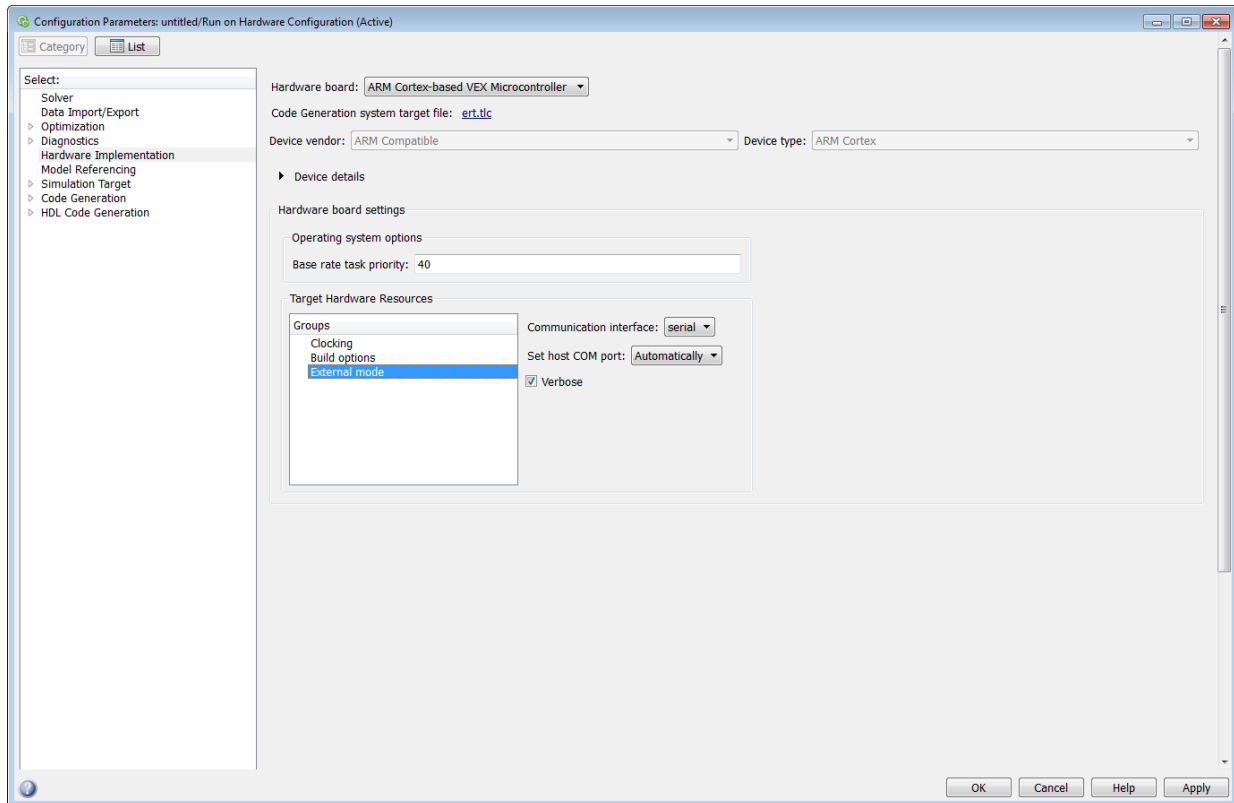 Configuration Parameters: untitled/Run on Hardware Configuration (Active)
Category List
Select:
Solver
Data Import/Export
Optimization
Diagnostics
Hardware Implementation
Model Referencing
Simulation Target
Code Generation
HDL Code Generation
Hardware board: ARM Cortex-based VEX Microcontroller
Code Generation system target file: ert.tlc
Device vendor: ARM Compatible Device type: ARM Cortex
Device details
Hardware board settings
Operating system options
Base rate task priority: 40
Target Hardware Resources
Groups
Clocking
Build options
External mode
Communication interface: serial
Set host COM port: Automatically
Verbose
OK Cancel Help Apply